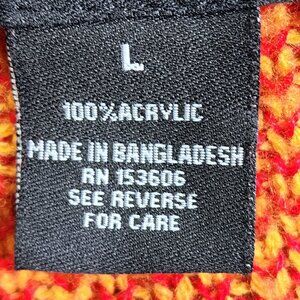 L
100% ACRYLIC
MADE IN BANGLADESH
RN 153606
SEE REVERSE
FOR CARE